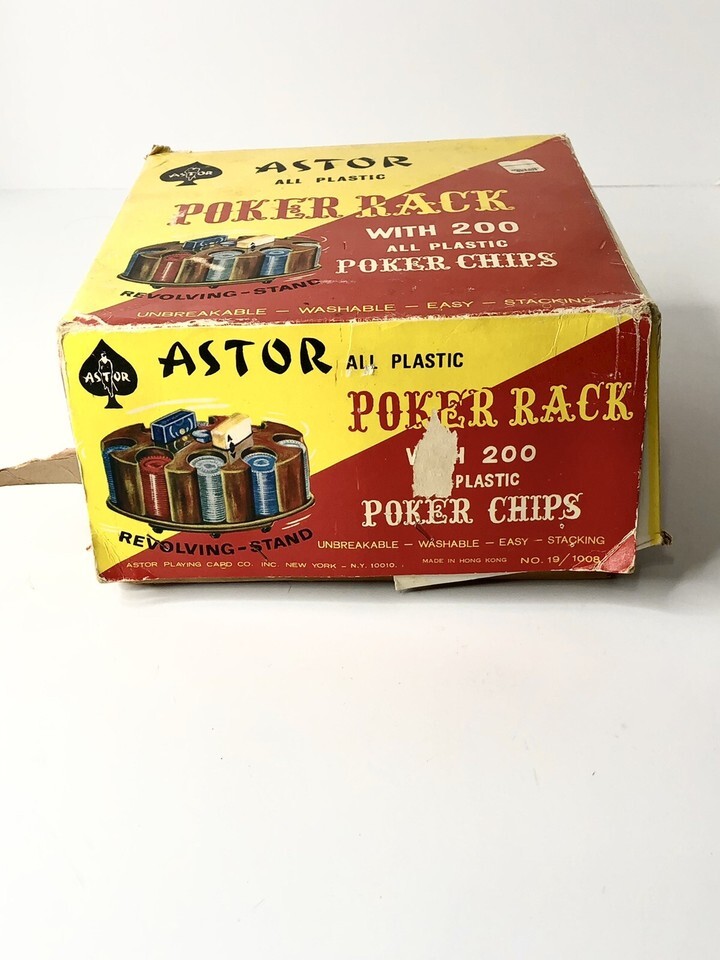 ASTOR
ASTOR
ALL PLASTIC
POKER RACK
WITH 200
ALL PLASTIC
POKER CHIPS
REVOLVING-STAND
UNBREAKABLE — WASHABLE — EASY — STACKING
ASTOR
ASTOR ALL PLASTIC
POKER RACK
200
PLASTIC
POKER CHIPS
REVOLVING-STAND
UNBREAKABLE — WASHABLE — EASY — STACKING
ASTOR PLAYING CARD CO. INC. NEW YORK - N.Y. 10010. MADE IN HONG KONG NO. 19/1008